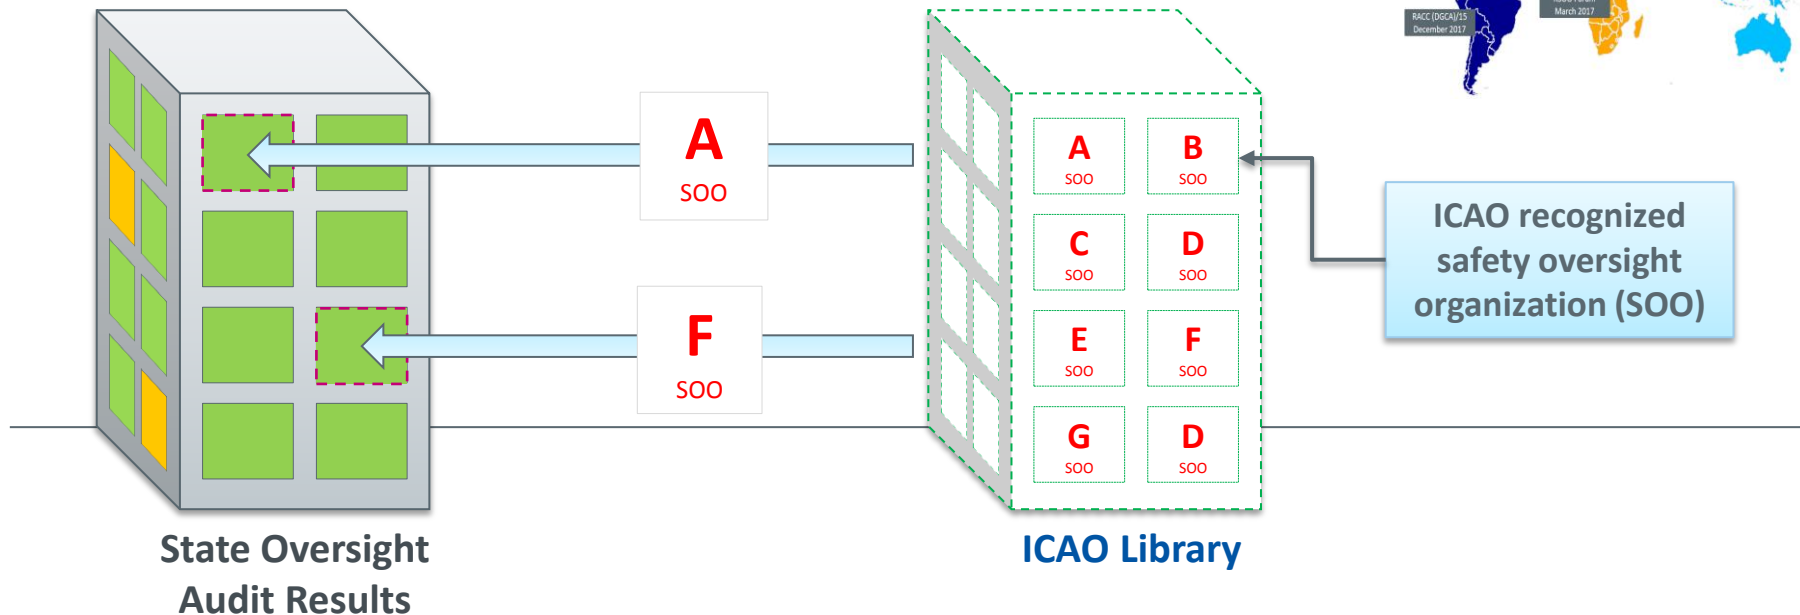 RACC (DGCA)/15
December 2017
March 2017
A
SOO
F
SOO
A
SOO
B
SOO
C
SOO
D
SOO
E
SOO
F
SOO
G
SOO
D
SOO
ICAO recognized
safety oversight
organization (SOO)
State Oversight
Audit Results
ICAO Library